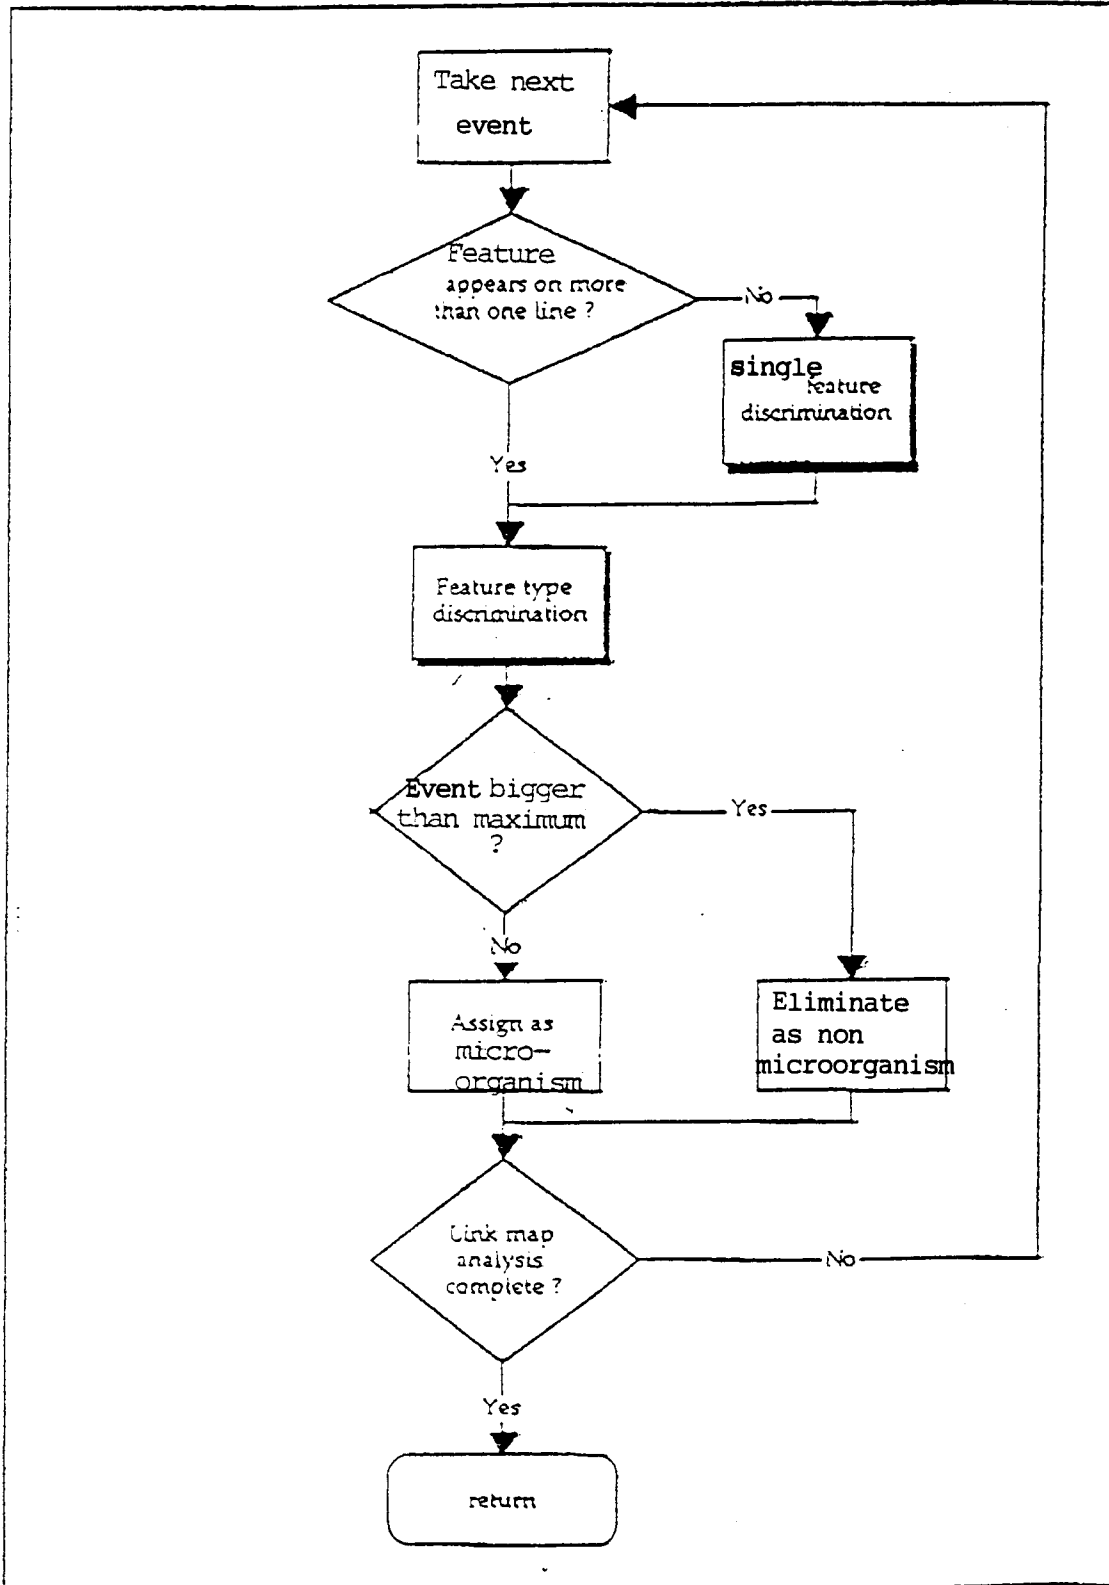 Take next
event
Feature
appears on more
than one line ?
No
single
feature
discrimination
Yes
Feature type
discrimination
Event bigger
than maximum
?
Yes
No
Assign as
micro-
organism
Eliminate
as non
microorganism
Link map
analysis
complete ?
No
Yes
return